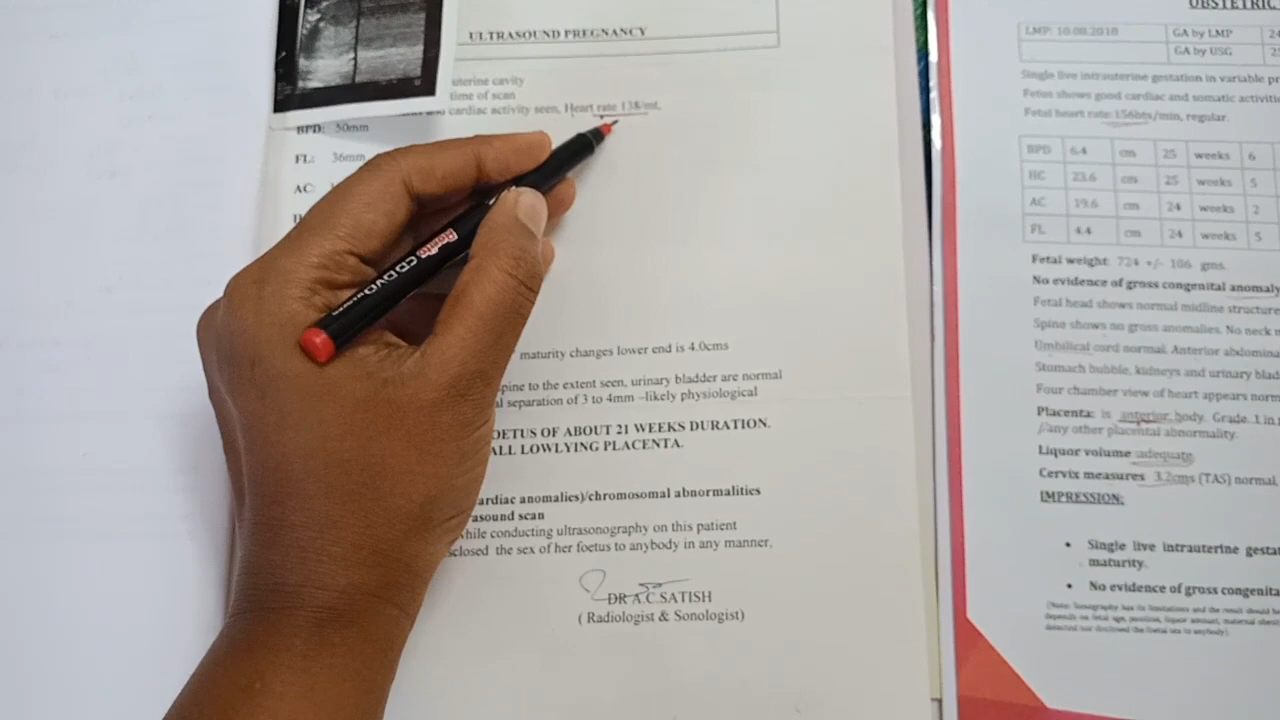 ULTRASOUND PREGNANCY
uterine cavity
time of scan
cardiac activity seen, Heart rate 138/mt,
BPD: 50mm
FL: 36mm
AC:
maturity changes lower end is 4.0cms
spine to the extent seen, urinary bladder are normal
al separation of 3 to 4mm –likely physiological
OETUS OF ABOUT 21 WEEKS DURATION.
ALL LOWLYING PLACENTA.
ardiac anomalies)/chromosomal abnormalities
asound scan
while conducting ultrasonography on this patient
sclosed the sex of her foetus to anybody in any manner,
DR A.C.SATISH
( Radiologist & Sonologist)
CD DVD
OBSTETRIC
LMP: 10.08.2010 GA by LMP 24
GA by USG 25
Single live intrauterine gestation in variable
Fetus shows good cardiac and somatic
Fetal heart rate: 156bts/min, regular.
BPD 6.4 cm 25 weeks 6
HC 23.6 cm 25 weeks 5
AC 19.6 cm 24 weeks 2
FL 4.4 cm 24 weeks 5
Fetal weight: 724 +/- 106 gms.
No evidence of gross congenital anomaly
Fetal head shows normal midline structure
Spine shows no gross anomalies. No neck
Umbilical cord normal. Anterior
Stomach bubble, kidneys and urinary
Four chamber view of heart appears
Placenta: is anterior body. Grade 1 in
/any other placental abnormality.
Liquor volume adequate
Cervix measures 3.2cms (TAS) normal,
IMPRESSION:
• Single live intrauterine
maturity.
• No evidence of gross